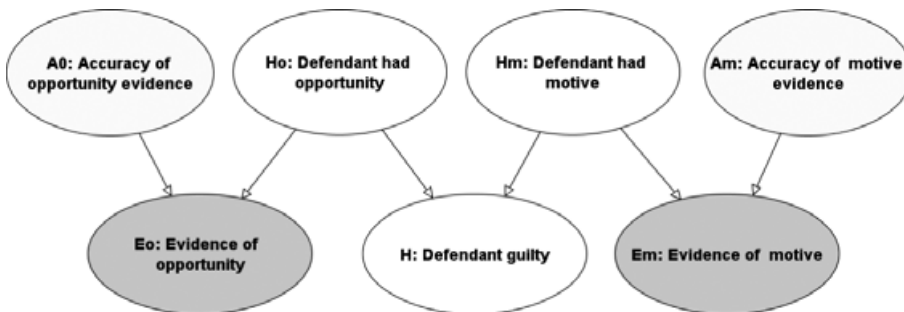 A0: Accuracy of
opportunity evidence
Ho: Defendant had
opportunity
Hm: Defendant had
motive
Am: Accuracy of motive
evidence
Eo: Evidence of
opportunity
H: Defendant guilty
Em: Evidence of motive